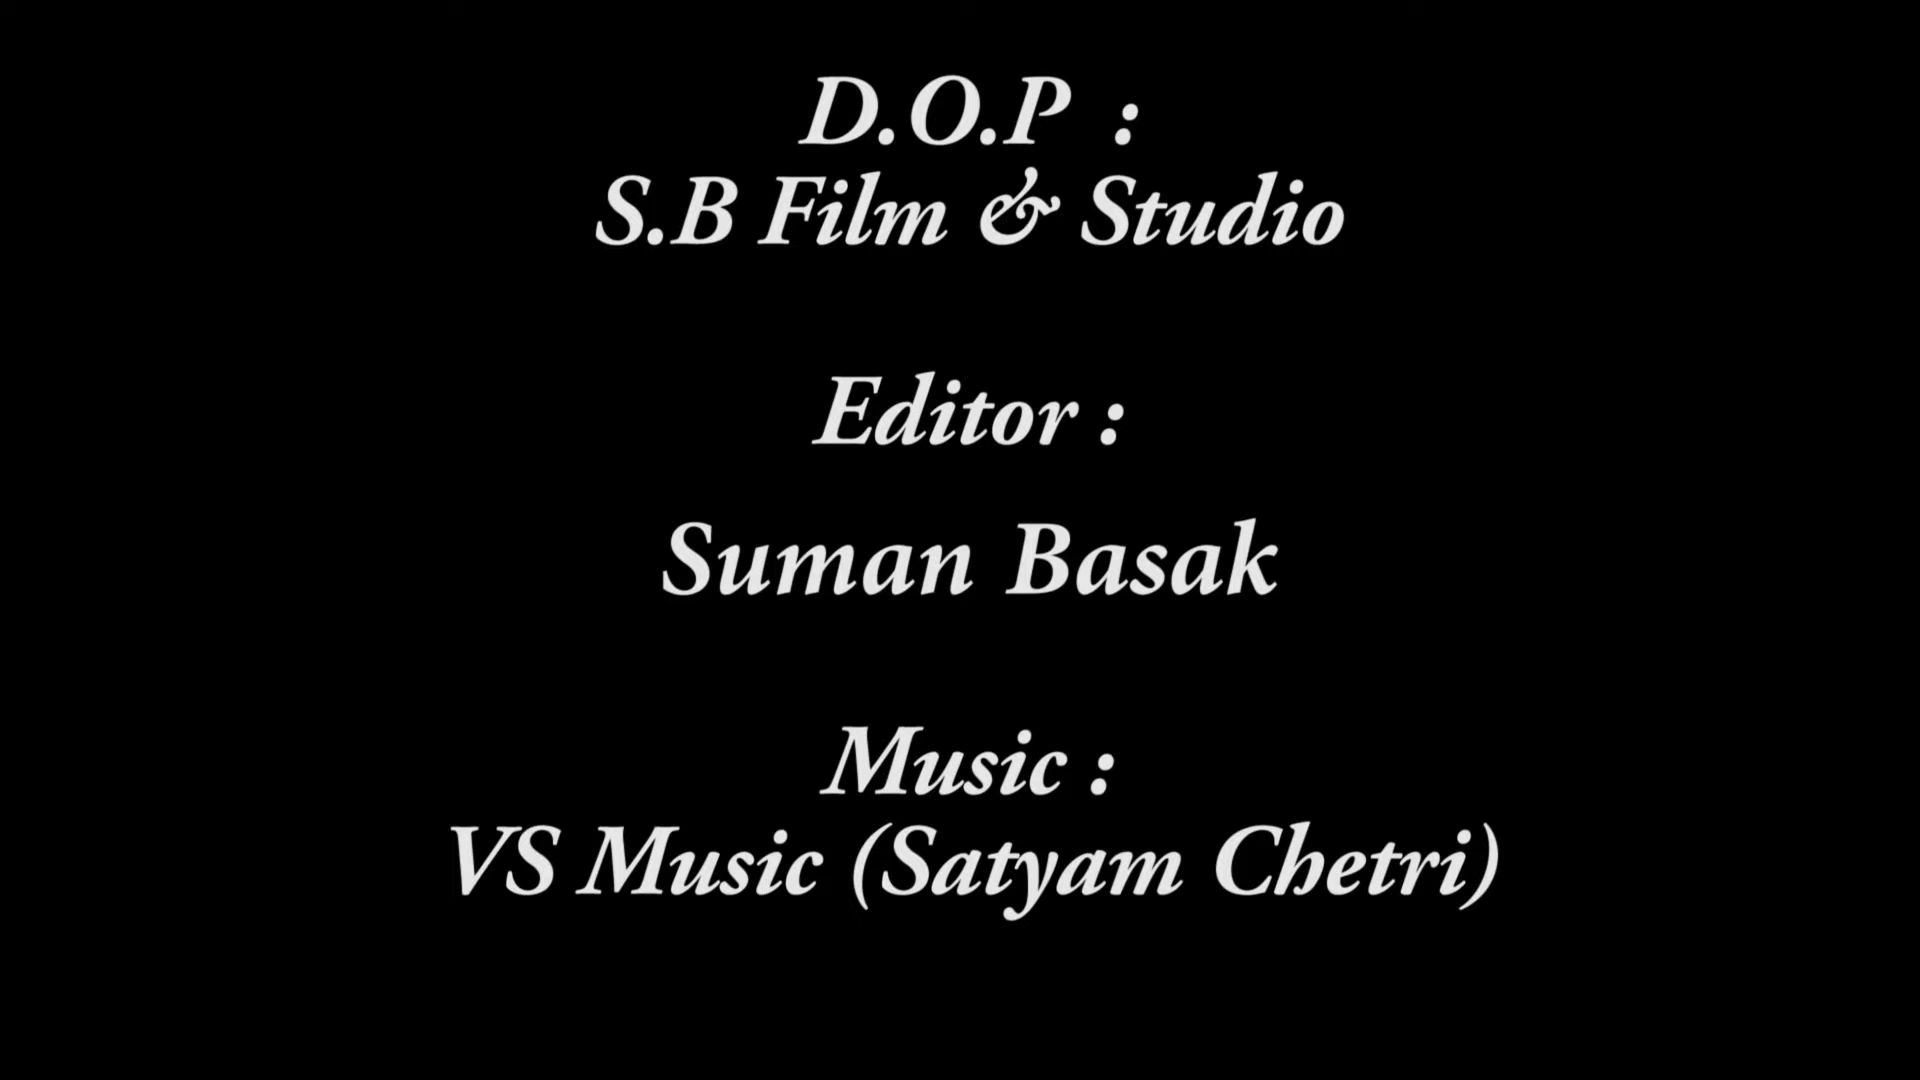 D.O.P :
S.B Film & Studio
Editor :
Suman Basak
Music :
VS Music (Satyam Chetri)